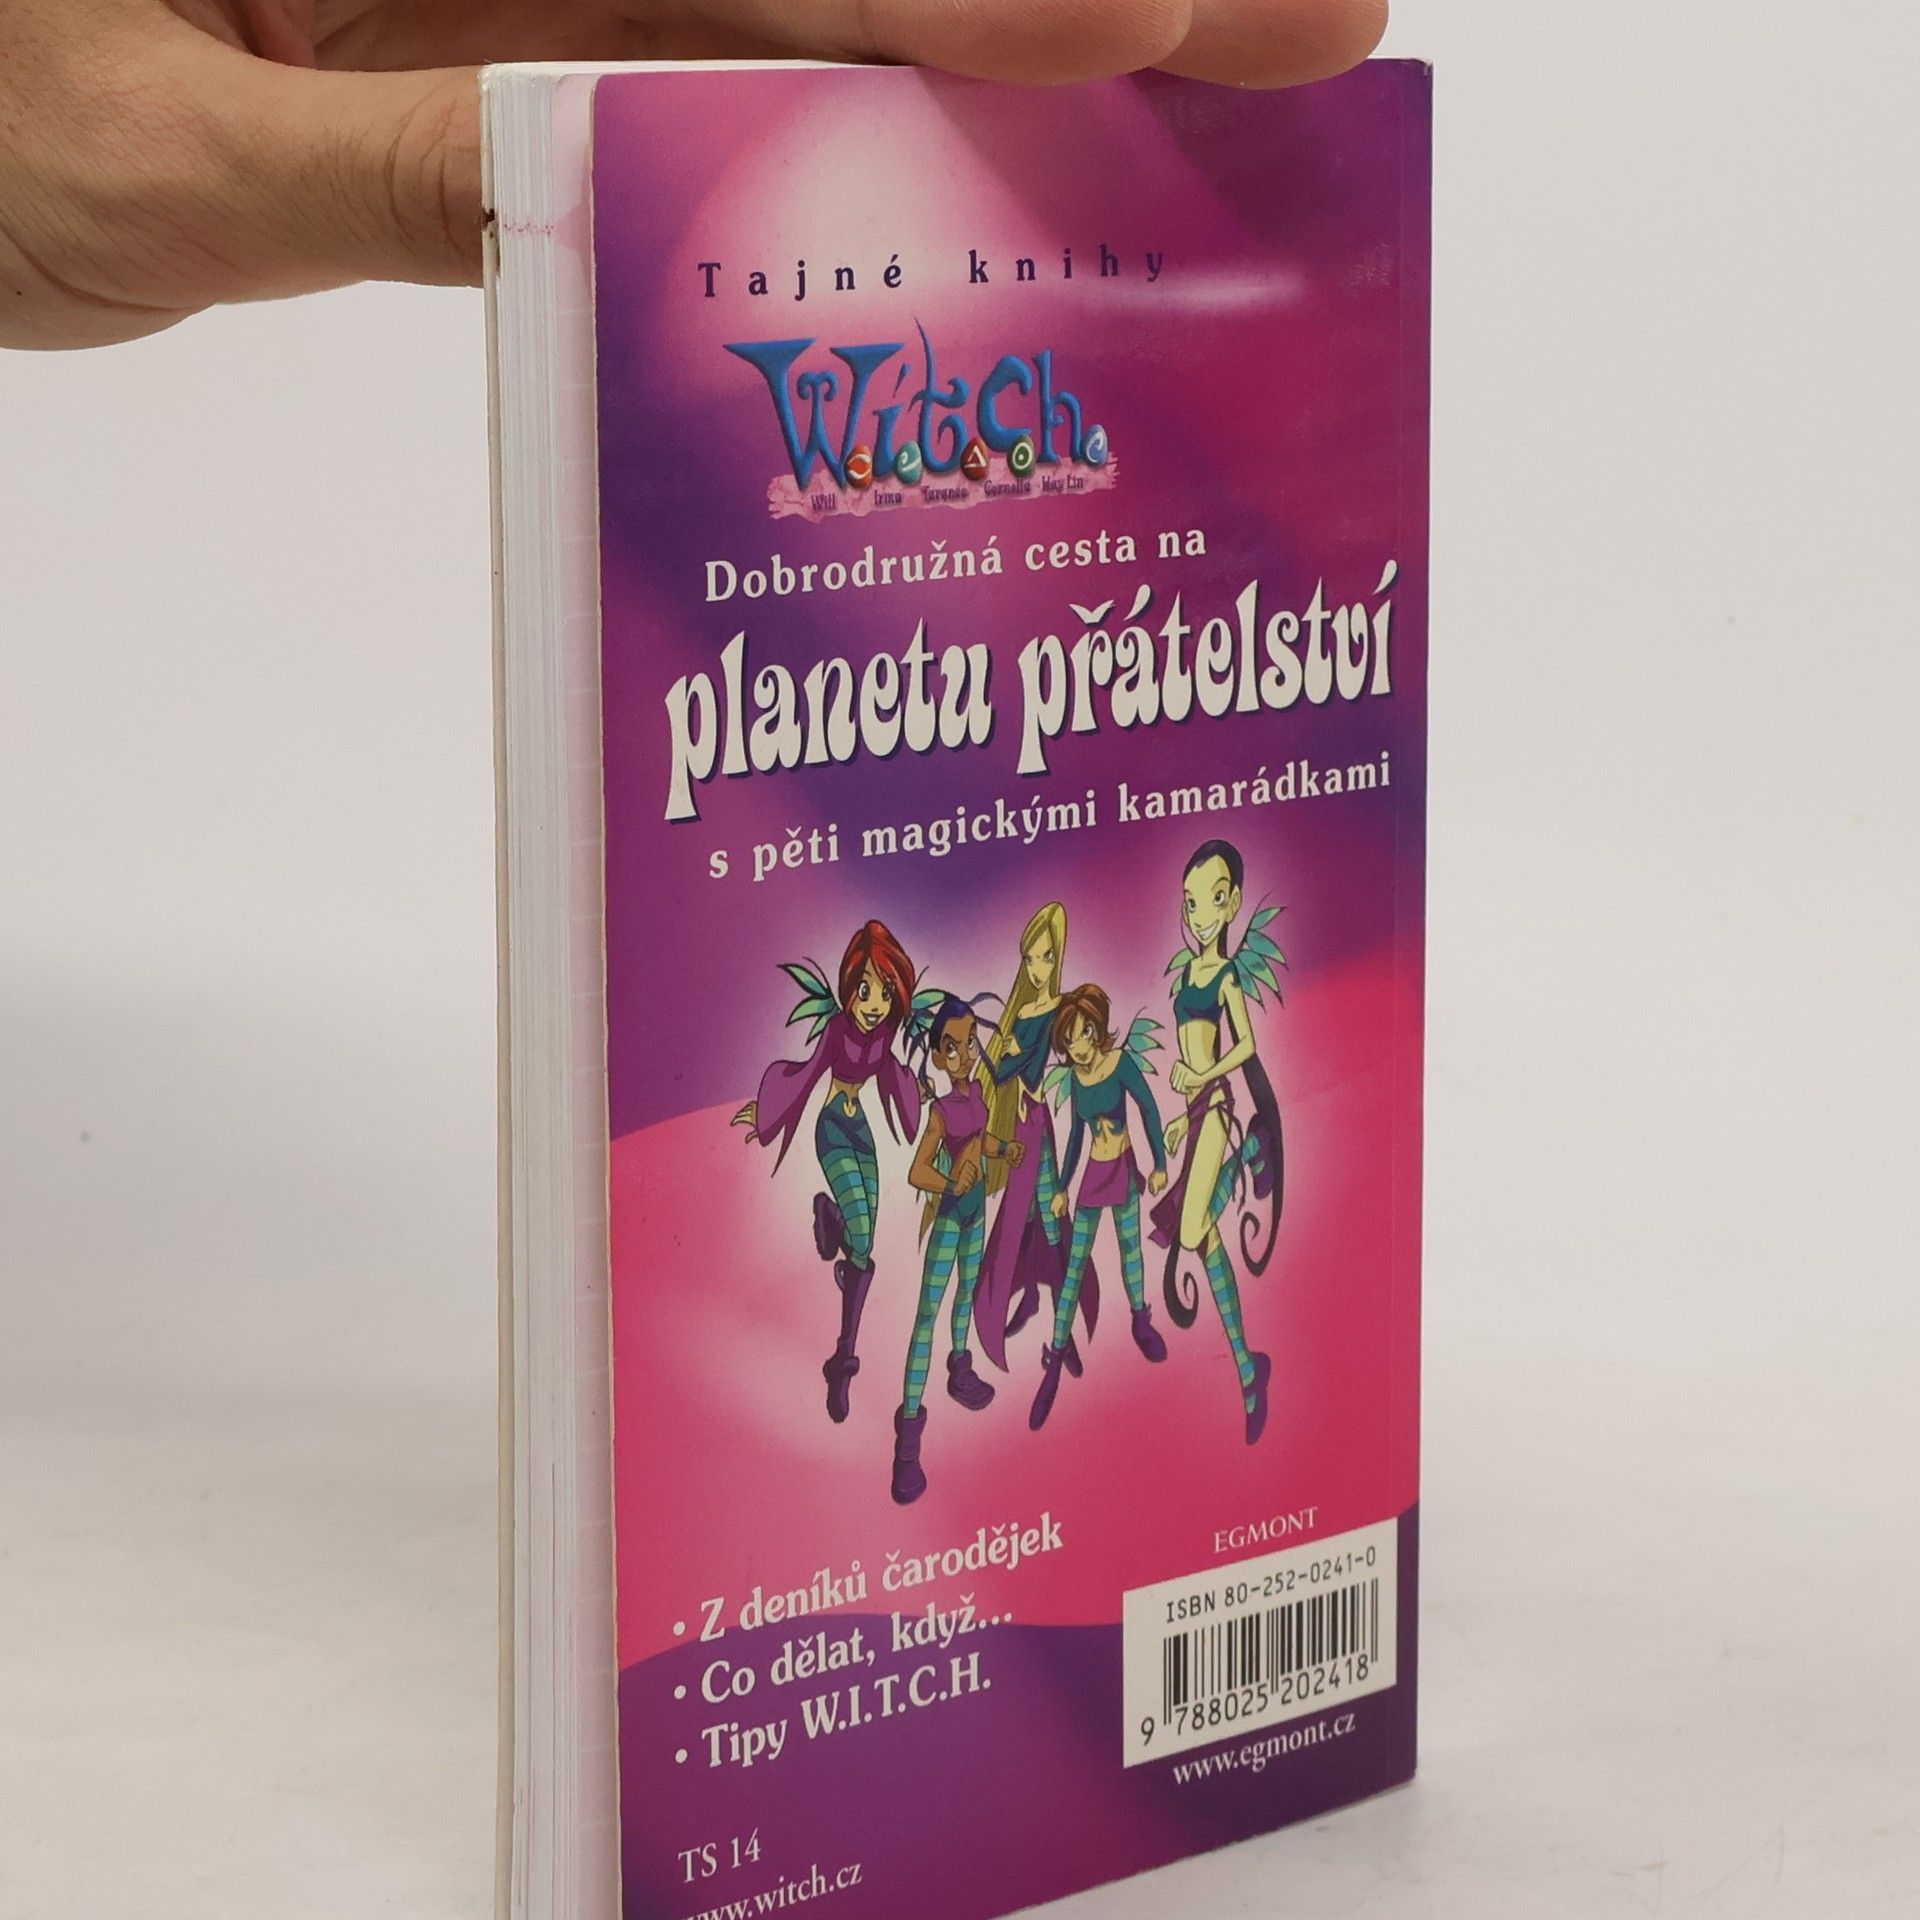 Tajné knihy
W.i.t.c.h.
Will Irma Taranee Cornelia Hay Lin
Dobrodružná cesta na
planetu přátelství
s pěti magickými kamarádkami
• Z deníků čarodějek
• Co dělat, když...
• Tipy W.I.T.C.H.
EGMONT
ISBN 80-252-0241-0
9 788025 202418
www.egmont.cz
TS 14
www.witch.cz